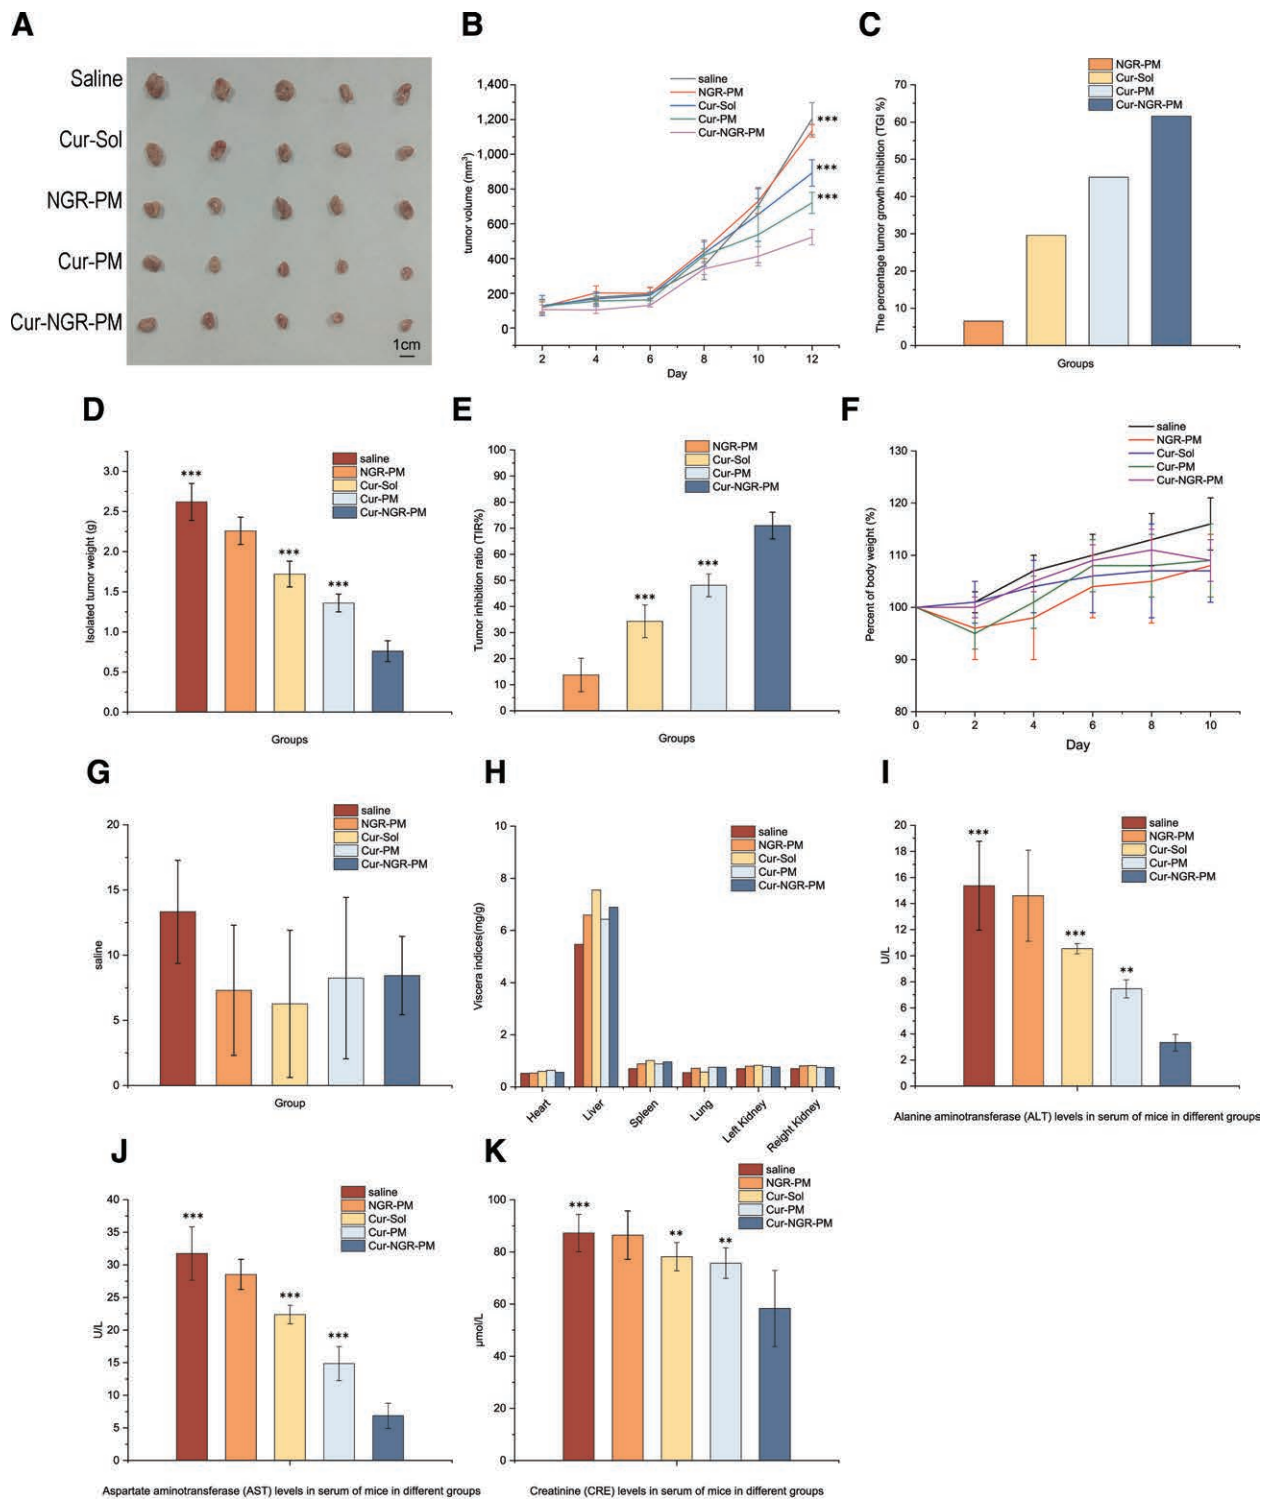 A
Saline
Cur-Sol
NGR-PM
Cur-PM
Cur-NGR-PM
1cm
B
saline
NGR-PM
Cur-Sol
Cur-PM
Cur-NGR-PM
1,400
1,200
1,000
800
600
400
200
0
tumor volume (mm³)
***
***
***
2 4 6 8 10 12
Day
C
NGR-PM
Cur-Sol
Cur-PM
Cur-NGR-PM
70
60
50
40
30
20
10
0
The percentage tumor growth inhibition (TGI %)
Groups
D
saline
NGR-PM
Cur-Sol
Cur-PM
Cur-NGR-PM
3.0
2.5
2.0
1.5
1.0
0.5
0.0
Isolated tumor weight (g)
***
***
***
Groups
E
NGR-PM
Cur-Sol
Cur-PM
Cur-NGR-PM
100
90
80
70
60
50
40
30
20
10
0
Tumor inhibition ratio (TIR%)
***
***
Groups
F
saline
NGR-PM
Cur-Sol
Cur-PM
Cur-NGR-PM
130
120
110
100
90
80
Percent of body weight (%)
0 2 4 6 8 10
Day
G
saline
NGR-PM
Cur-Sol
Cur-PM
Cur-NGR-PM
20
15
10
5
0
saline
Group
H
saline
NGR-PM
Cur-Sol
Cur-PM
Cur-NGR-PM
10
8
6
4
2
0
Viscera indices(mg/g)
Heart
Liver
Spleen
Lung
Left Kidney
Reight Kidney
I
saline
NGR-PM
Cur-Sol
Cur-PM
Cur-NGR-PM
20
18
16
14
12
10
8
6
4
2
0
U/L
***
***
**
Alanine aminotransferase (ALT) levels in serum of mice in different groups
J
saline
NGR-PM
Cur-Sol
Cur-PM
Cur-NGR-PM
40
35
30
25
20
15
10
5
0
U/L
***
***
***
Aspartate aminotransferase (AST) levels in serum of mice in different groups
K
saline
NGR-PM
Cur-Sol
Cur-PM
Cur-NGR-PM
100
80
60
40
20
0
μmol/L
***
**
**
Creatinine (CRE) levels in serum of mice in different groups